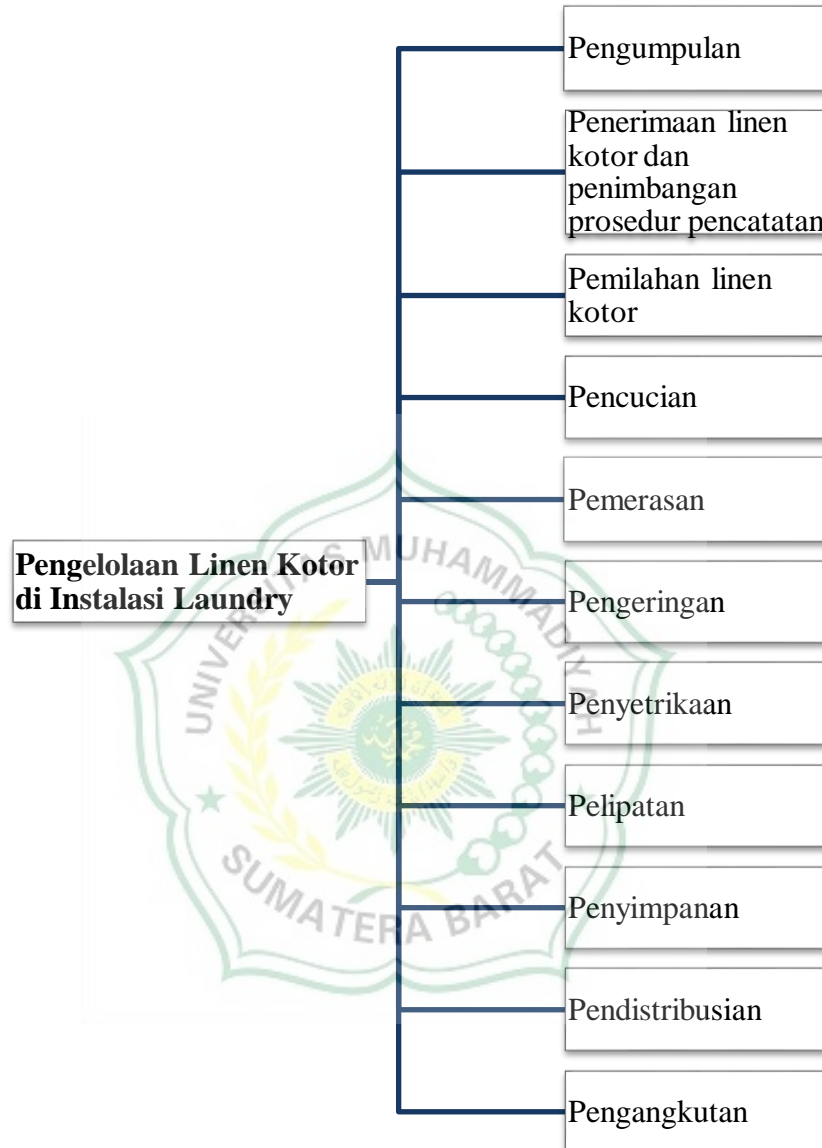 Pengumpulan
Penerimaan linen
kotor dan
penimbangan
prosedur pencatatan
Pemilahan linen
kotor
Pencucian
Pemerasan
Pengelolaan Linen Kotor
di Instalasi Laundry
Pengeringan
Penyetrikaan
Pelipatan
Penyimpanan
Pendistribusian
Pengangkutan
UNIVERSITAS MUHAMMADIYAH
SUMATERA BARAT